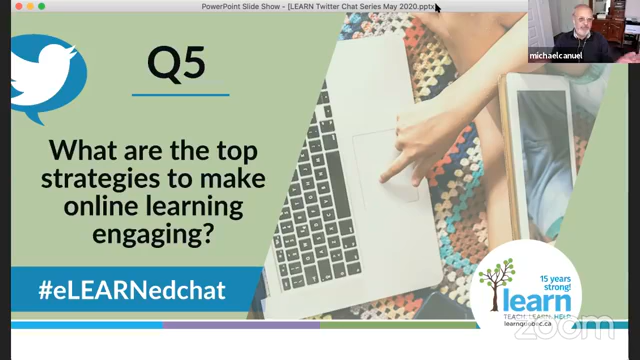 PowerPoint Slide Show - [LEARN Twitter Chat Series May 2020.pptx]
michaelcanuel
Q5
What are the top
strategies to make
online learning
engaging?
#eLEARNedchat
15 years
strong!
learn
TEACH. LEARN. HELP.
learnquebec.ca
zoom